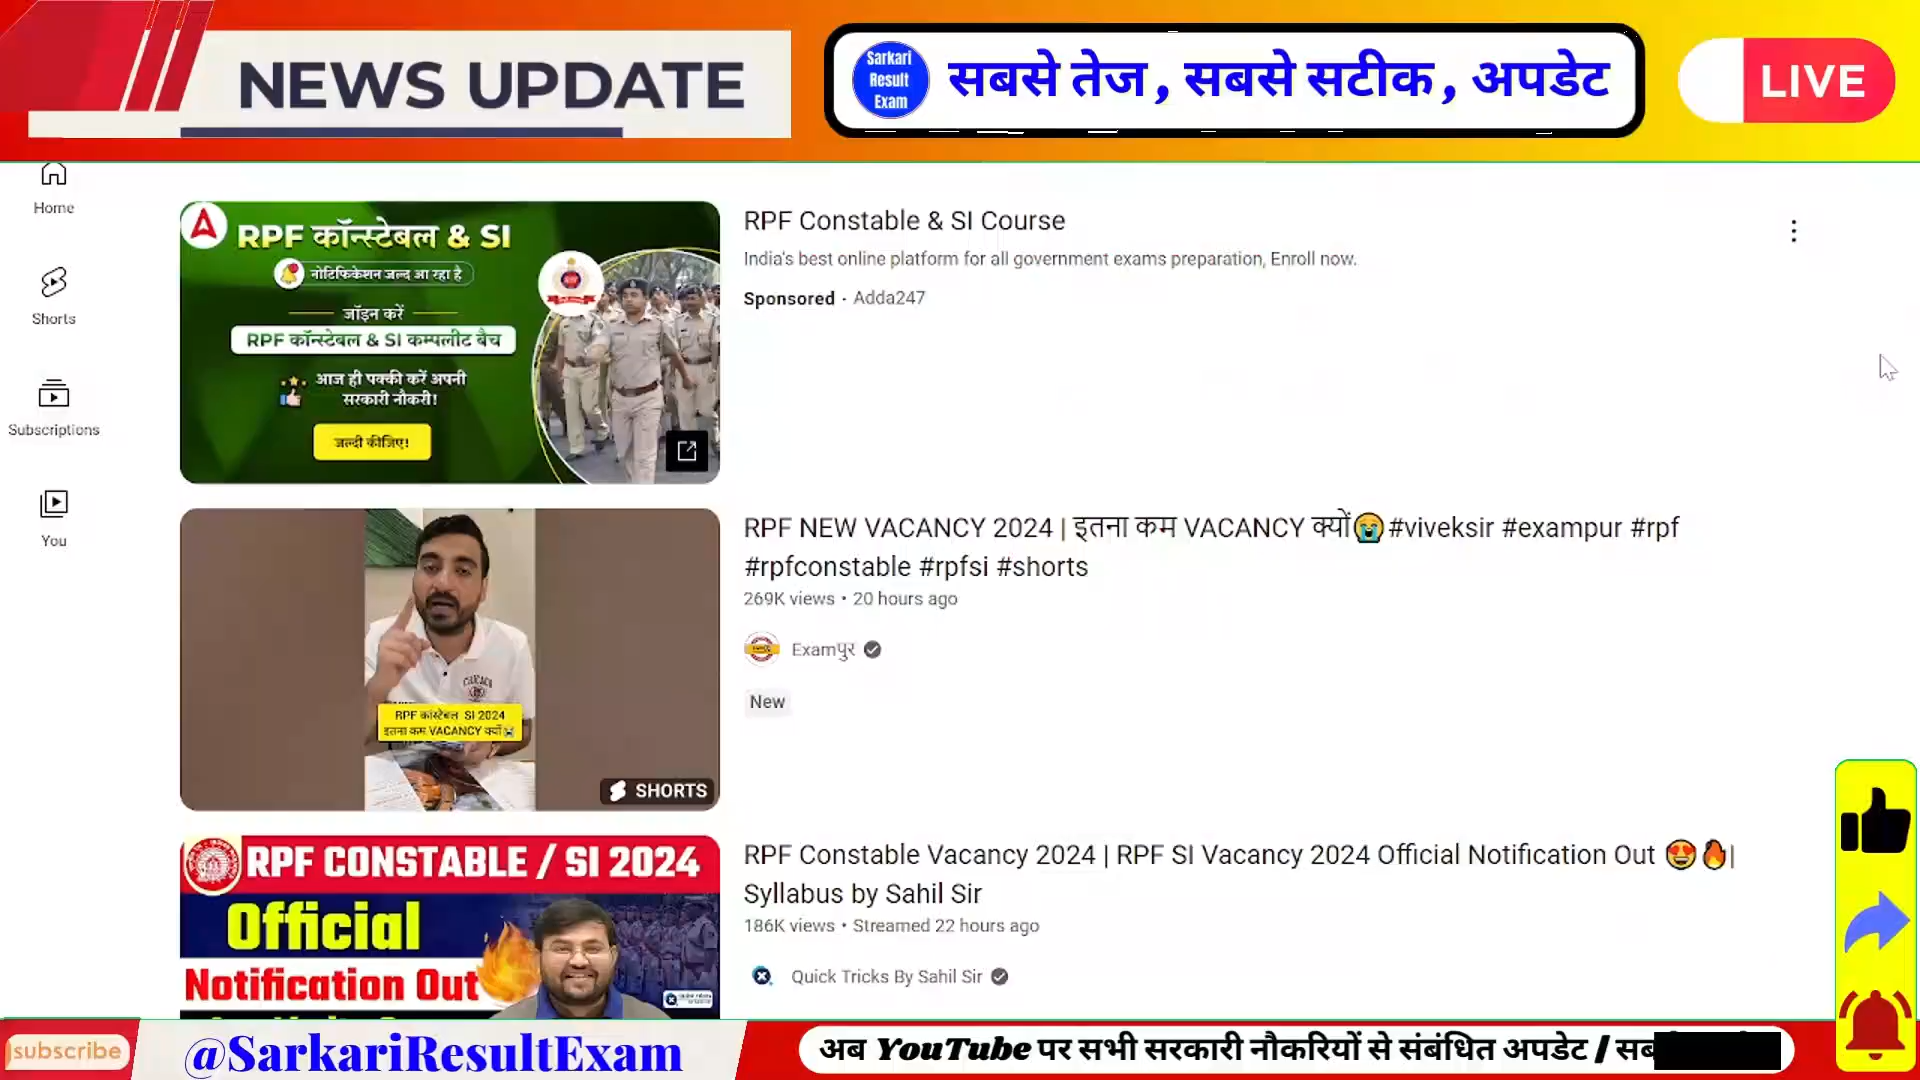 NEWS UPDATE
Sarkari
Result
Exam
सबसे तेज , सबसे सटीक , अपडेट
LIVE
Home
Shorts
Subscriptions
You
RPF कॉन्स्टेबल & SI
नोटिफिकेशन जल्द आ रहा है
जॉइन करें
RPF कॉन्स्टेबल & SI कम्पलीट बैच
आज ही पक्की करें अपनी
सरकारी नौकरी!
जल्दी कीजिए!
RPF Constable & SI Course
India's best online platform for all government exams preparation, Enroll now.
Sponsored · Adda247
RPF कांस्टेबल SI 2024
इतना कम VACANCY क्यों😭
SHORTS
RPF NEW VACANCY 2024 | इतना कम VACANCY क्यों😭#viveksir #exampur #rpf
#rpfconstable #rpfsi #shorts
269K views • 20 hours ago
Examपुर
New
RPF CONSTABLE / SI 2024
Official
Notification Out
RPF Constable Vacancy 2024 | RPF SI Vacancy 2024 Official Notification Out 😍🔥|
Syllabus by Sahil Sir
186K views • Streamed 22 hours ago
Quick Tricks By Sahil Sir
subscribe
@SarkariResultExam
अब YouTube पर सभी सरकारी नौकरियों से संबंधित अपडेट / सब